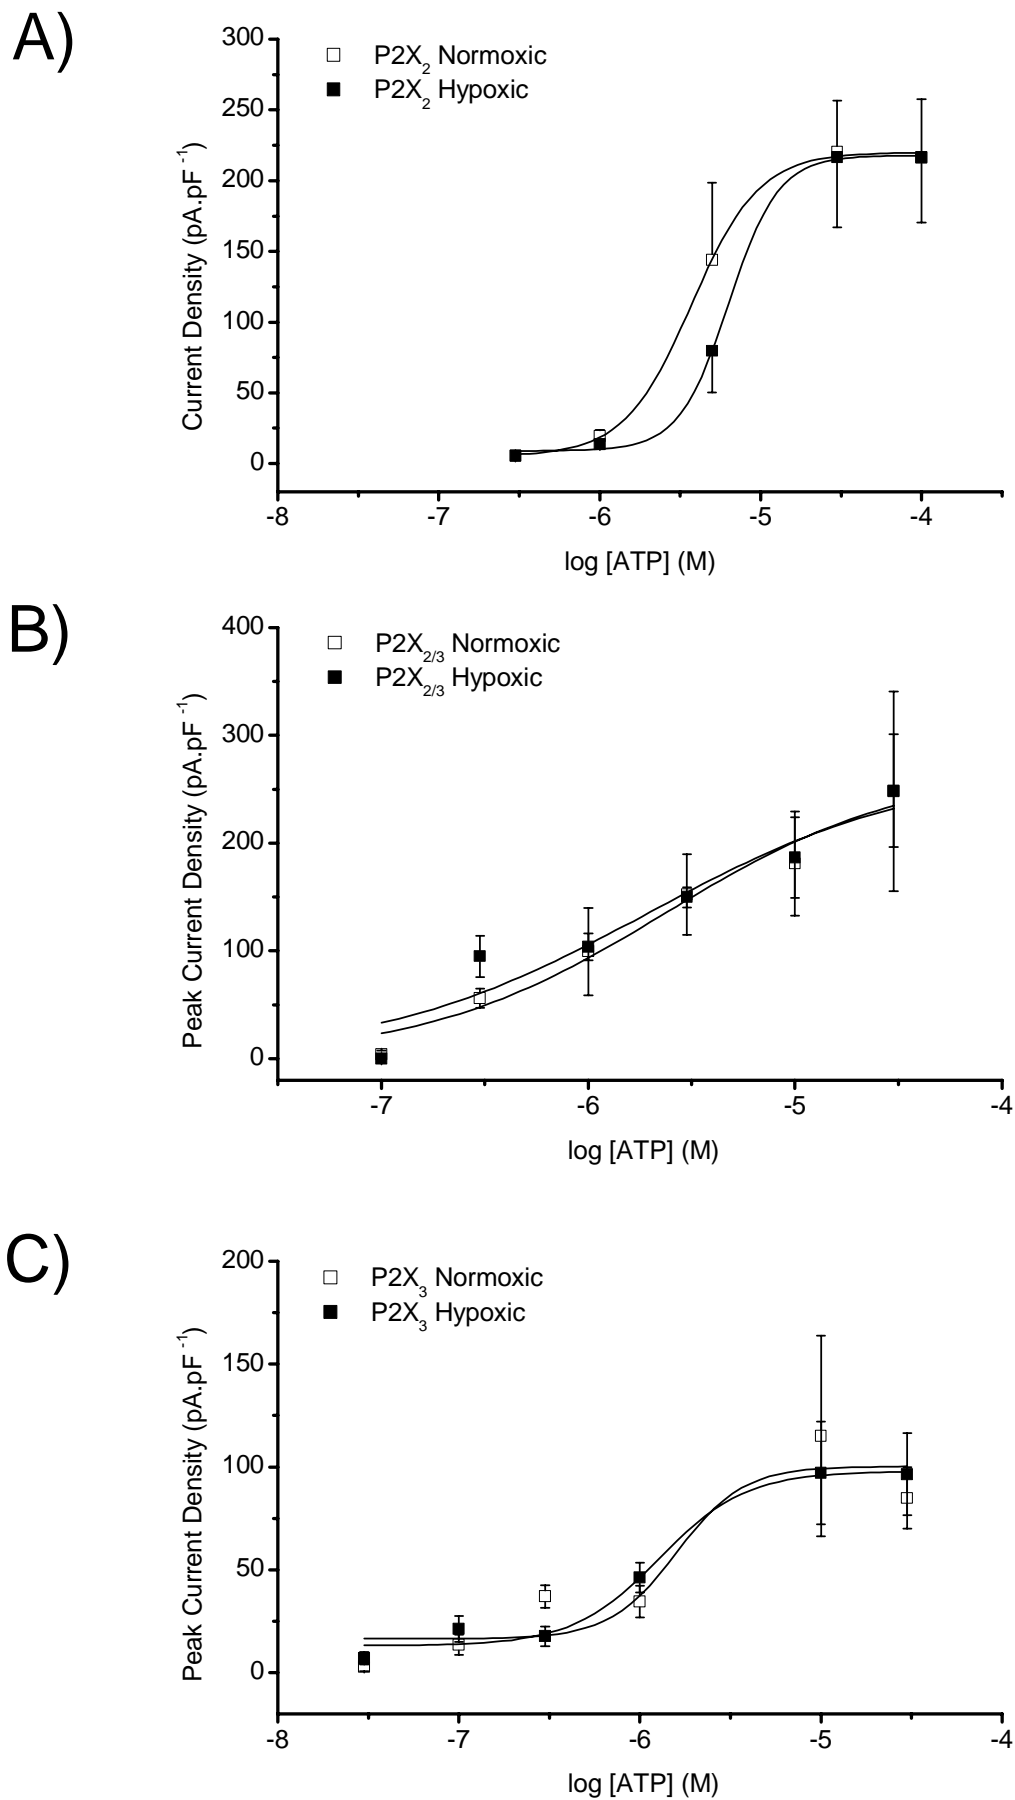 A)
300
250
200
150
100
50
0
Current Density (pA.pF⁻¹)
P2X₂ Normoxic
P2X₂ Hypoxic
-8 -7 -6 -5 -4
log [ATP] (M)
B)
400
300
200
100
0
Peak Current Density (pA.pF⁻¹)
P2X₂/₃ Normoxic
P2X₂/₃ Hypoxic
-7 -6 -5 -4
log [ATP] (M)
C)
200
150
100
50
0
Peak Current Density (pA.pF⁻¹)
P2X₃ Normoxic
P2X₃ Hypoxic
-8 -7 -6 -5 -4
log [ATP] (M)